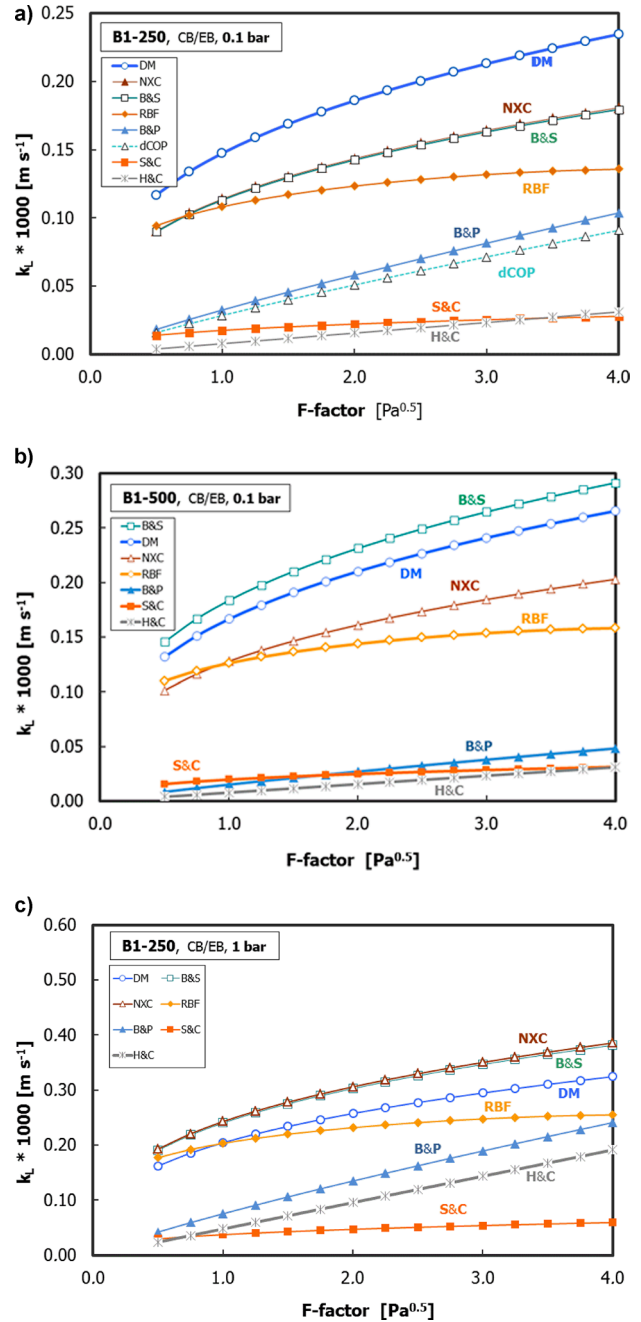 a)
B1-250, CB/EB, 0.1 bar
DM
NXC
B&S
RBF
B&P
dCOP
S&C
H&C
0.25
0.20
0.15
0.10
0.05
0.00
kL * 1000 [m s-1]
DM
NXC
B&S
RBF
B&P
dCOP
S&C
H&C
0.0 1.0 2.0 3.0 4.0
F-factor [Pa0.5]
b)
B1-500, CB/EB, 0.1 bar
B&S
DM
NXC
RBF
B&P
S&C
H&C
0.30
0.25
0.20
0.15
0.10
0.05
0.00
kL * 1000 [m s-1]
B&S
DM
NXC
RBF
B&P
S&C
H&C
0.0 1.0 2.0 3.0 4.0
F-factor [Pa0.5]
c)
B1-250, CB/EB, 1 bar
DM B&S
NXC RBF
B&P S&C
H&C
0.60
0.50
0.40
0.30
0.20
0.10
0.00
kL * 1000 [m s-1]
NXC
B&S
DM
RBF
B&P
H&C
S&C
0.0 1.0 2.0 3.0 4.0
F-factor [Pa0.5]